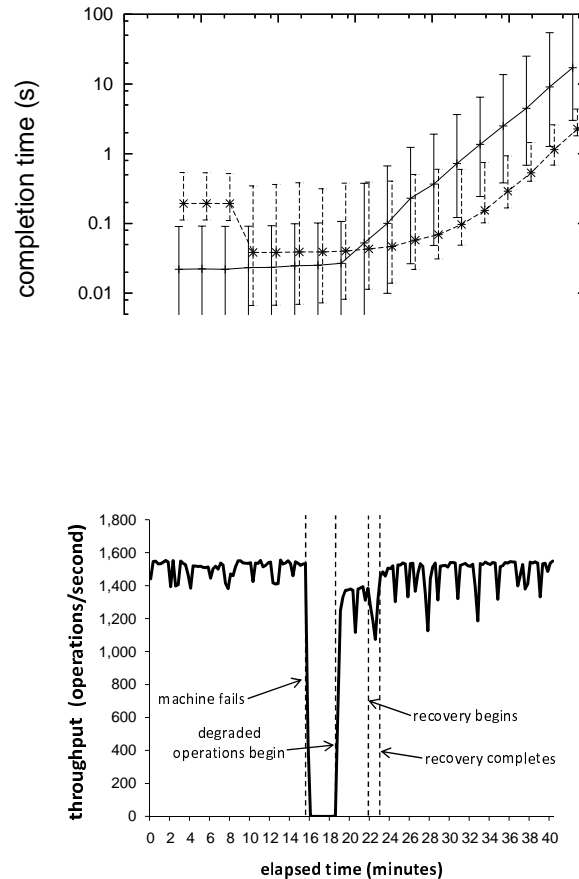 100
10
1
0.1
0.01
completion time (s)
1,800
1,600
1,400
1,200
1,000
800
600
400
200
0
throughput (operations/second)
machine fails
degraded
operations begin
recovery begins
recovery completes
0 2 4 6 8 10 12 14 16 18 20 22 24 26 28 30 32 34 36 38 40
elapsed time (minutes)